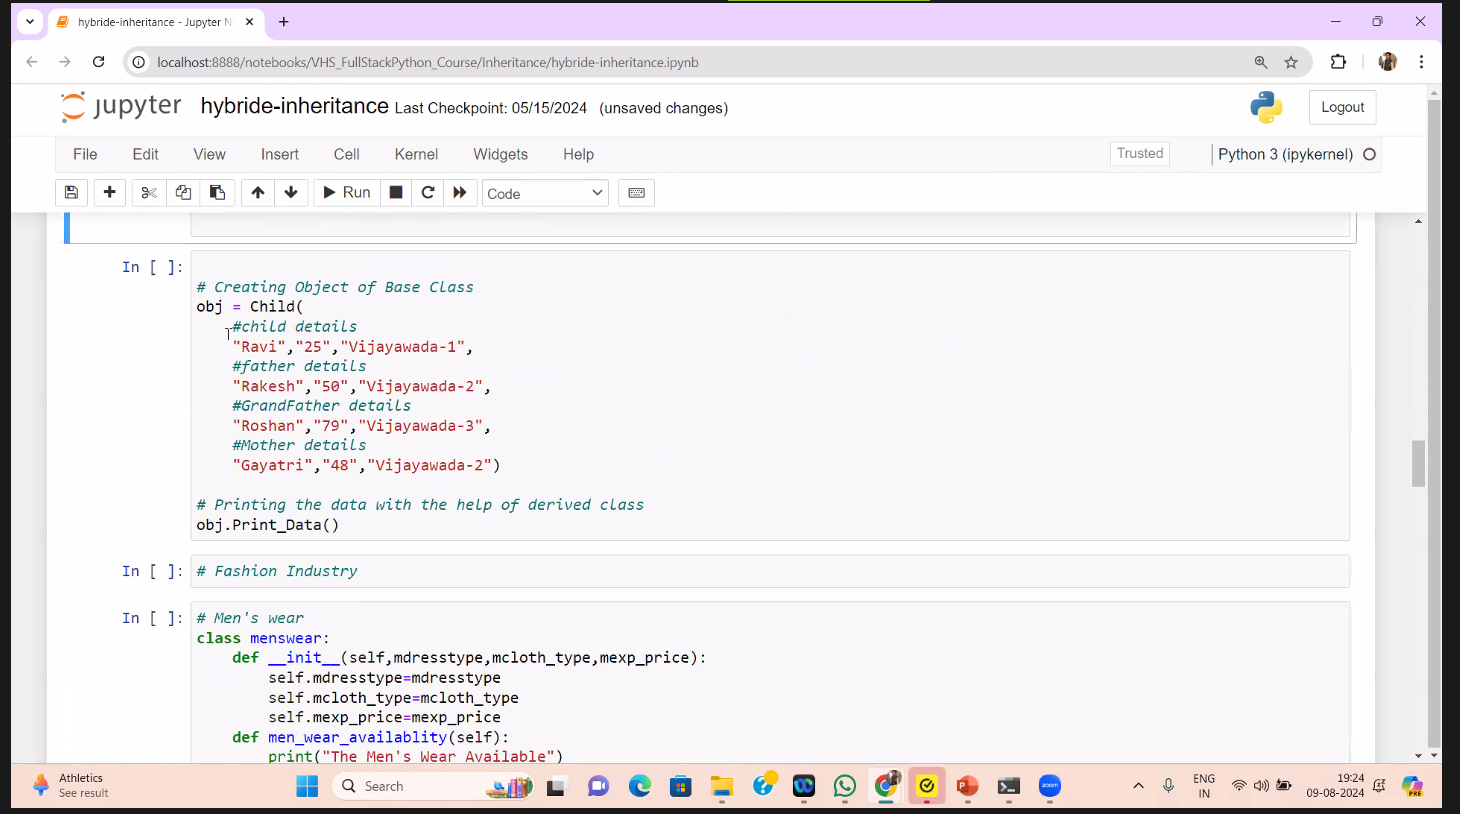 hybride-inheritance - Jupyter N
localhost:8888/notebooks/VHS_FullStackPython_Course/Inheritance/hybride-inheritance.ipynb
jupyter hybride-inheritance Last Checkpoint: 05/15/2024 (unsaved changes)
Logout
File Edit View Insert Cell Kernel Widgets Help
Trusted
Python 3 (ipykernel)
Run
Code
In [ ]:
# Creating Object of Base Class
obj = Child(
#child details
"Ravi","25","Vijayawada-1",
#father details
"Rakesh","50","Vijayawada-2",
#GrandFather details
"Roshan","79","Vijayawada-3",
#Mother details
"Gayatri","48","Vijayawada-2")
# Printing the data with the help of derived class
obj.Print_Data()
In [ ]: # Fashion Industry
In [ ]: # Men's wear
class menswear:
def __init__(self,mdresstype,mcloth_type,mexp_price):
self.mdresstype=mdresstype
self.mcloth_type=mcloth_type
self.mexp_price=mexp_price
def men_wear_availablity(self):
print("The Men's Wear Available")
Athletics
See result
Search
zoom
ENG
IN
19:24
09-08-2024
PRE